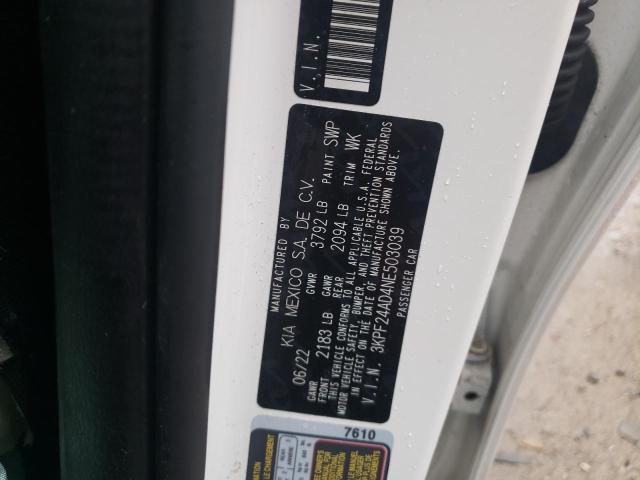 V.I.N.
MANUFACTURED BY
06/22 KIA MEXICO S.A. DE C.V.
GVWR 3792 LB PAINT SWP
GAWR FRONT 2183 LB GAWR REAR 2094 LB TRIM WK
THIS VEHICLE CONFORMS TO ALL APPLICABLE U.S.A. FEDERAL
MOTOR VEHICLE SAFETY, BUMPER, AND THEFT PREVENTION STANDARDS
IN EFFECT ON THE DATE OF MANUFACTURE SHOWN ABOVE.
V.I.N. 3KPF24AD4NE503039
PASSENGER CAR
7610